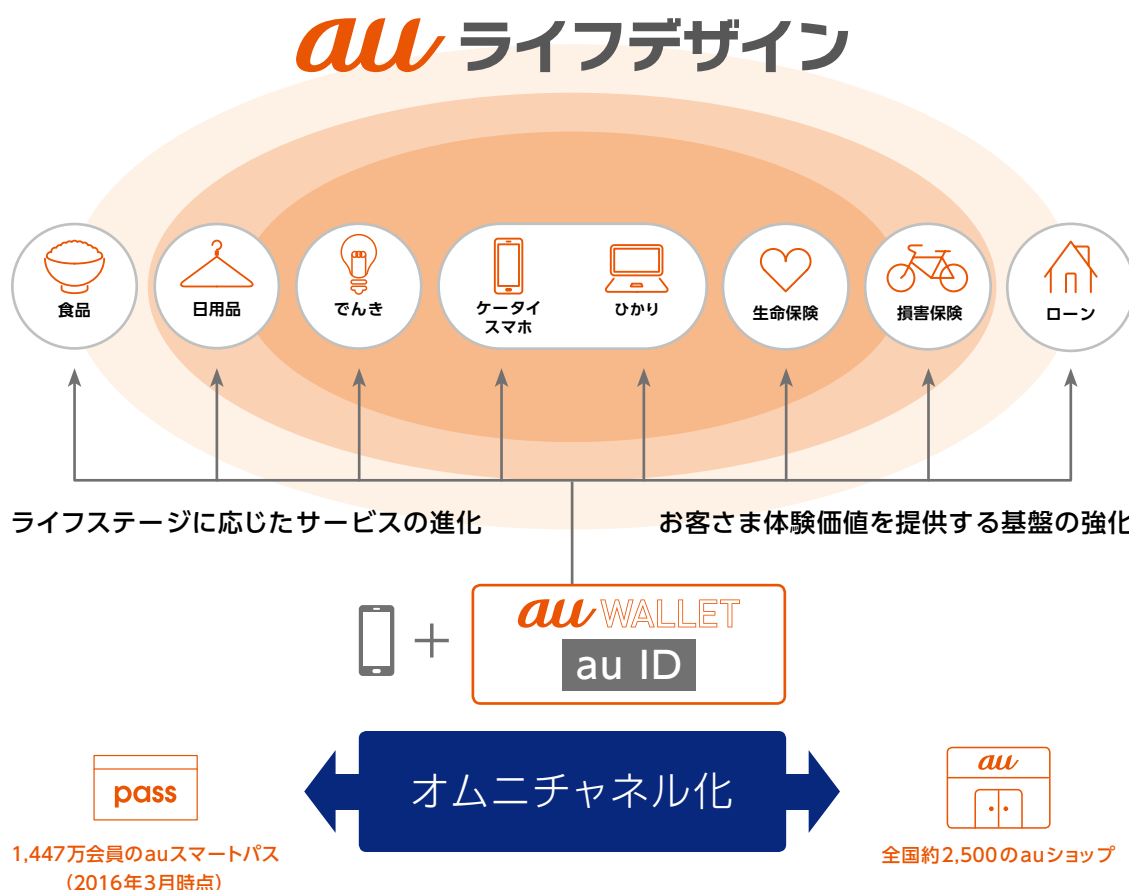 au ライフデザイン
食品
日用品
でんき
ケータイ
スマホ
ひかり
生命保険
損害保険
ローン
ライフステージに応じたサービスの進化
お客さま体験価値を提供する基盤の強化
au WALLET
au ID
オムニチャネル化
pass
au
1,447万会員のauスマートパス
(2016年3月時点)
全国約2,500のauショップ